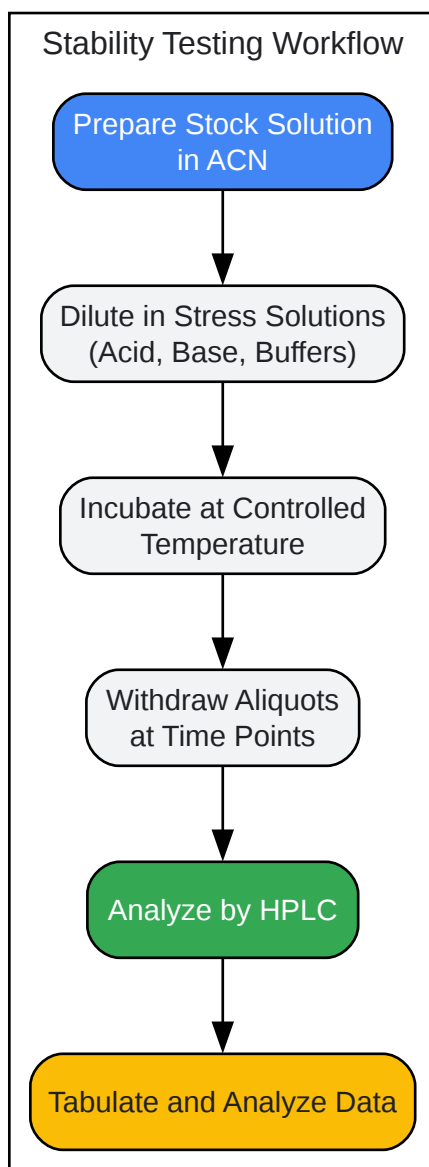 Stability Testing Workflow
Prepare Stock Solution
in ACN
Dilute in Stress Solutions
(Acid, Base, Buffers)
Incubate at Controlled
Temperature
Withdraw Aliquots
at Time Points
Analyze by HPLC
Tabulate and Analyze Data